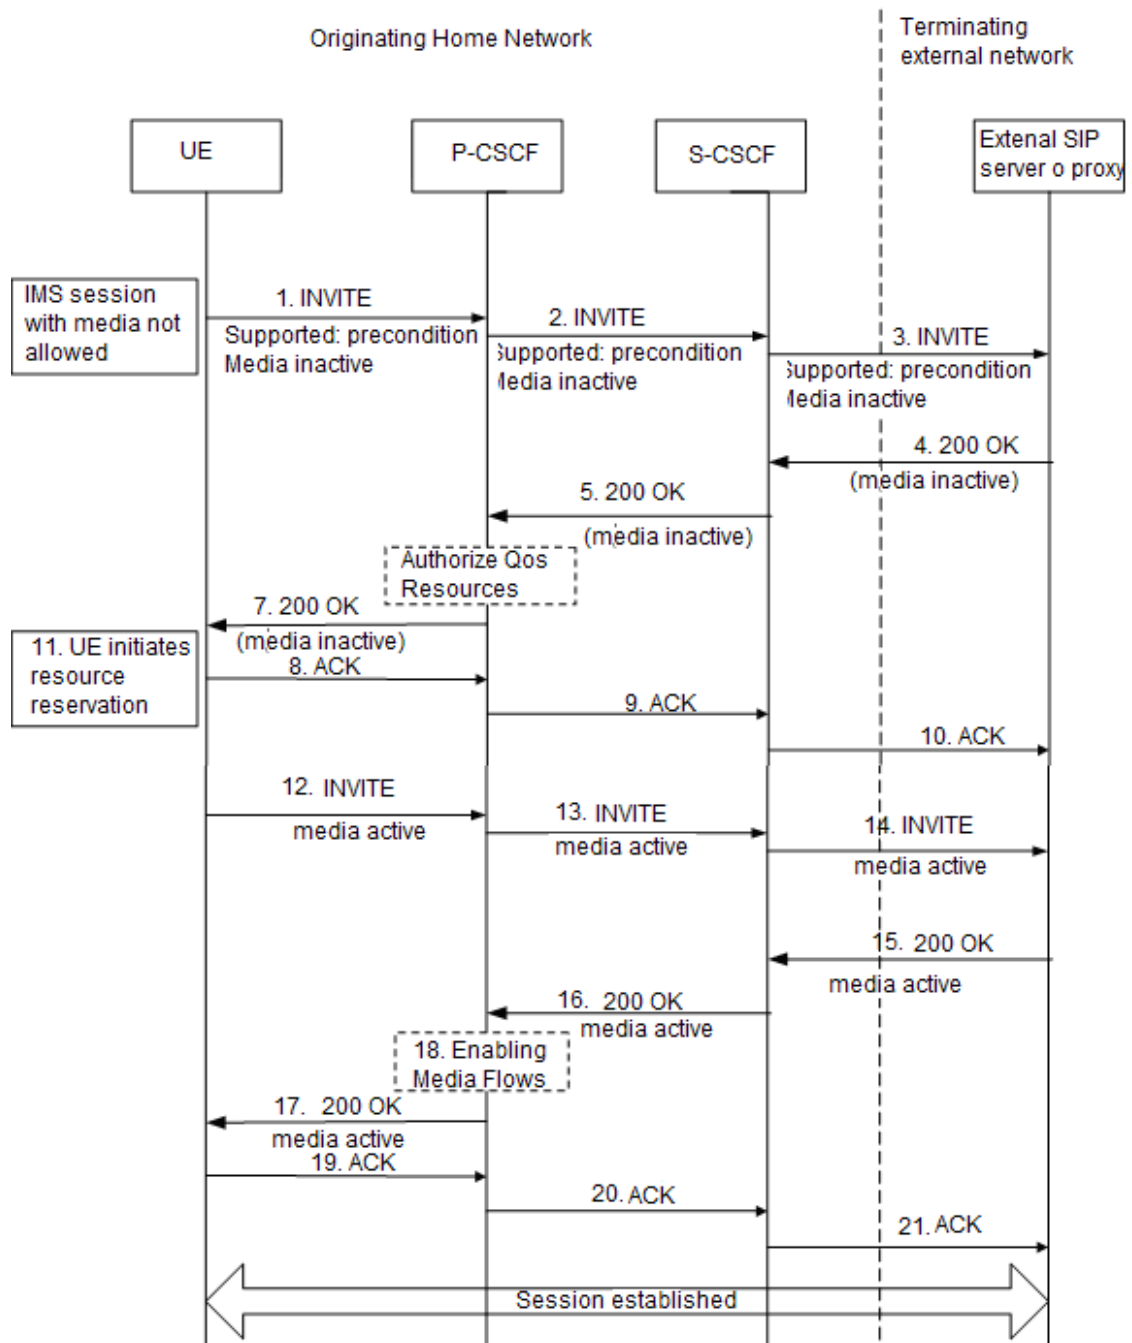 Originating Home Network
Terminating
external network
UE
P-CSCF
S-CSCF
Extenal SIP
server o proxy
IMS session
with media not
allowed
1. INVITE
Supported: precondition
Media inactive
2. INVITE
Supported: precondition
Media inactive
3. INVITE
Supported: precondition
Media inactive
4. 200 OK
(media inactive)
5. 200 OK
(media inactive)
Authorize Qos
Resources
7. 200 OK
(media inactive)
11. UE initiates
resource
reservation
8. ACK
9. ACK
10. ACK
12. INVITE
media active
13. INVITE
media active
14. INVITE
media active
15. 200 OK
media active
16. 200 OK
media active
18. Enabling
Media Flows
17. 200 OK
media active
19. ACK
20. ACK
21. ACK
Session established